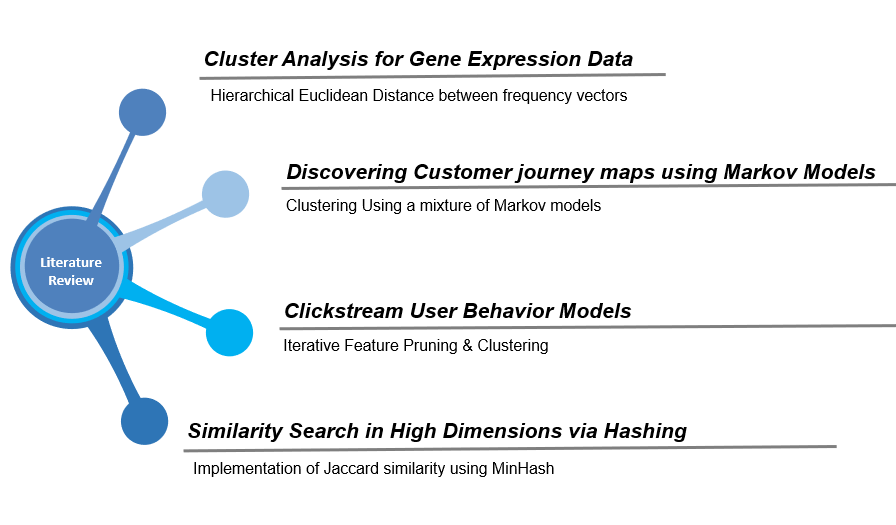 Cluster Analysis for Gene Expression Data
Hierarchical Euclidean Distance between frequency vectors
Discovering Customer journey maps using Markov Models
Clustering Using a mixture of Markov models
Literature
Review
Clickstream User Behavior Models
Iterative Feature Pruning & Clustering
Similarity Search in High Dimensions via Hashing
Implementation of Jaccard similarity using MinHash